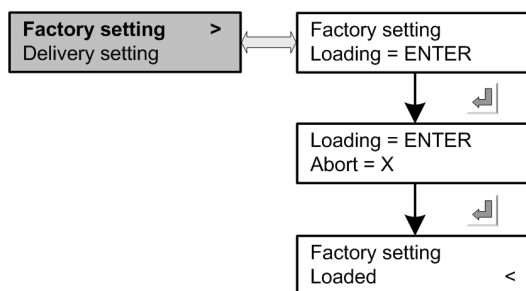 Factory setting >
Delivery setting
Factory setting
Loading = ENTER
Loading = ENTER
Abort = X
Factory setting
Loaded <